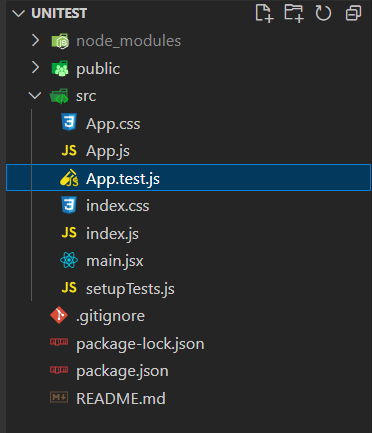 UNITEST
node_modules
public
src
App.css
JS App.js
App.test.js
index.css
JS index.js
main.jsx
JS setupTests.js
.gitignore
package-lock.json
package.json
README.md